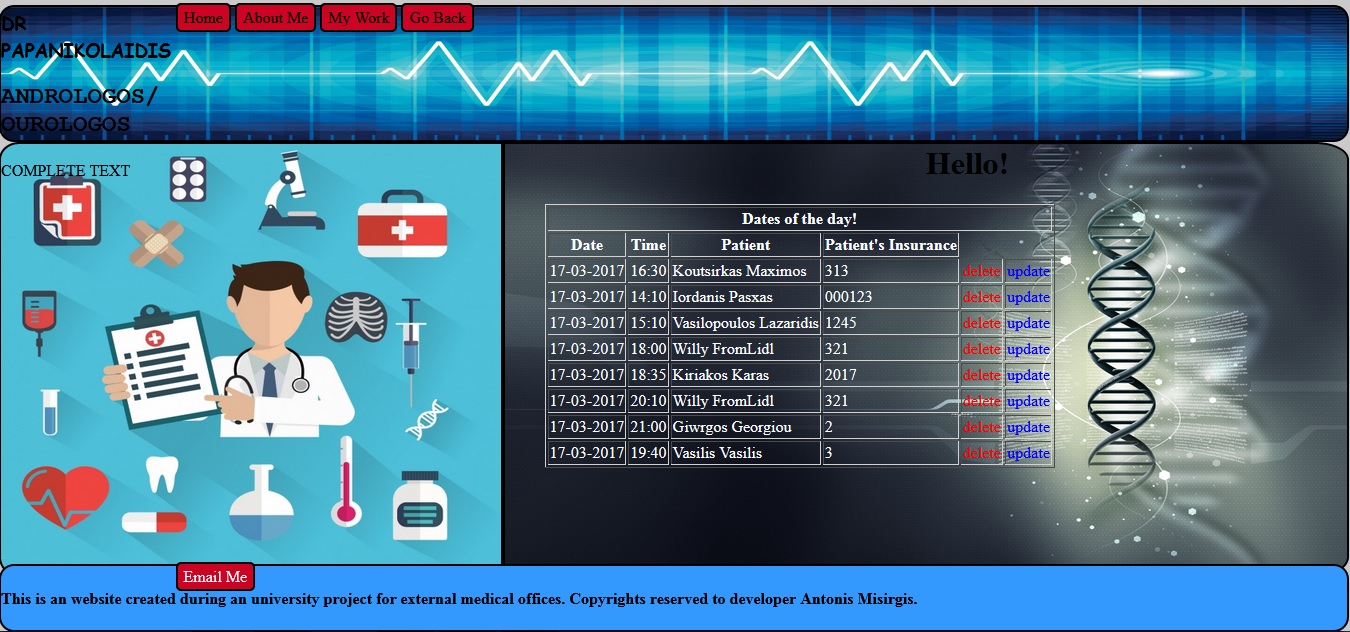 Home About Me My Work Go Back
DR
PAPANIKOLAIDIS
ANDROLOGOS/
OUROLOGOS
COMPLETE TEXT
Hello!
Dates of the day!
Date Time Patient Patient's Insurance
17-03-2017 16:30 Koutsirkas Maximos 313 delete update
17-03-2017 14:10 Iordanis Pasxas 000123 delete update
17-03-2017 15:10 Vasilopoulos Lazaridis 1245 delete update
17-03-2017 18:00 Willy FromLidl 321 delete update
17-03-2017 18:35 Kiriakos Karas 2017 delete update
17-03-2017 20:10 Willy FromLidl 321 delete update
17-03-2017 21:00 Giwrgos Georgiou 2 delete update
17-03-2017 19:40 Vasilis Vasilis 3 delete update
Email Me
This is an website created during an university project for external medical offices. Copyrights reserved to developer Antonis Misirgis.